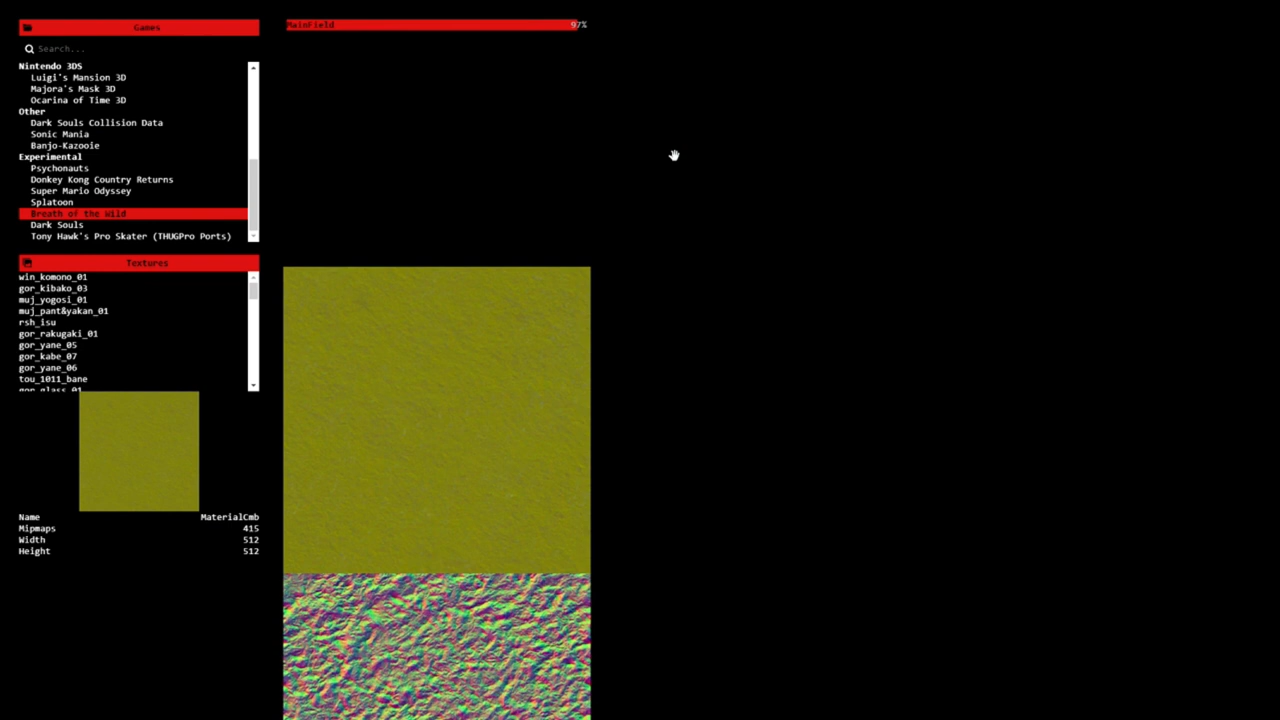 Games
Search...
Nintendo 3DS
Luigi's Mansion 3D
Majora's Mask 3D
Ocarina of Time 3D
Other
Dark Souls Collision Data
Sonic Mania
Banjo-Kazooie
Experimental
Psychonauts
Donkey Kong Country Returns
Super Mario Odyssey
Splatoon
Breath of the Wild
Dark Souls
Tony Hawk's Pro Skater (THUGPro Ports)
Textures
win_komono_01
gor_kibako_03
muj_yogosi_01
muj_pant&yakan_01
rsh_isu
gor_rakugaki_01
gor_yane_05
gor_kabe_07
gor_yane_06
tou_1011_bane
gor_glass_01
Name MaterialCmb
Mipmaps 415
Width 512
Height 512
MainField 97%